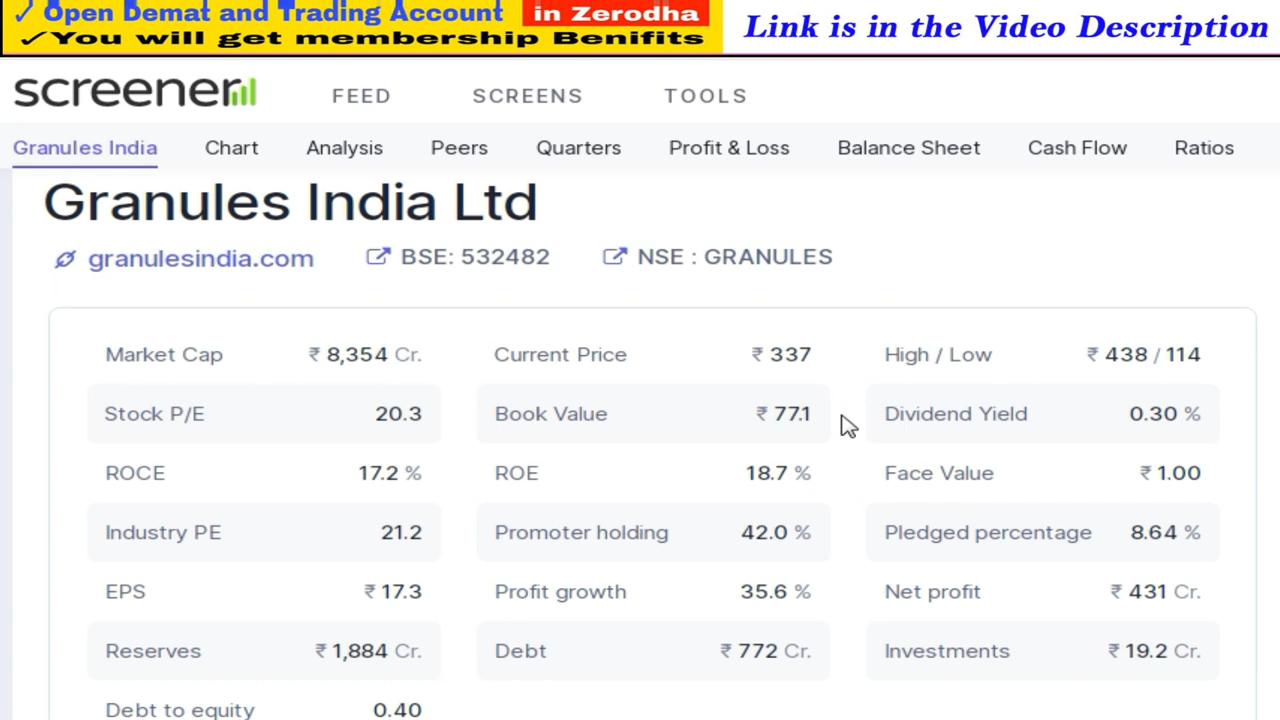 ✓ Open Demat and Trading Account in Zerodha
✓You will get membership Benifits
Link is in the Video Description
screener
FEED SCREENS TOOLS
Granules India Chart Analysis Peers Quarters Profit & Loss Balance Sheet Cash Flow Ratios
Granules India Ltd
granulesindia.com BSE: 532482 NSE : GRANULES
Market Cap ₹ 8,354 Cr. Current Price ₹ 337 High / Low ₹ 438 / 114
Stock P/E 20.3 Book Value ₹ 77.1 Dividend Yield 0.30 %
ROCE 17.2 % ROE 18.7 % Face Value ₹ 1.00
Industry PE 21.2 Promoter holding 42.0 % Pledged percentage 8.64 %
EPS ₹ 17.3 Profit growth 35.6 % Net profit ₹ 431 Cr.
Reserves ₹ 1,884 Cr. Debt ₹ 772 Cr. Investments ₹ 19.2 Cr.
Debt to equity 0.40